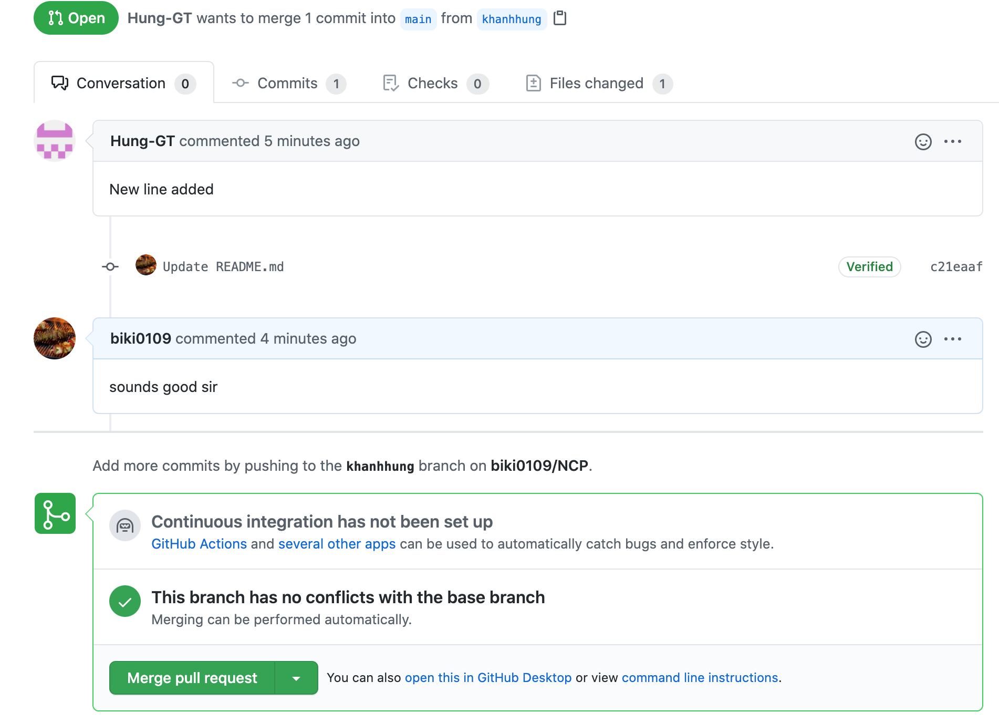 Open Hung-GT wants to merge 1 commit into main from khanhhung
Conversation 0 Commits 1 Checks 0 Files changed 1
Hung-GT commented 5 minutes ago
New line added
Update README.md Verified c21eaaf
biki0109 commented 4 minutes ago
sounds good sir
Add more commits by pushing to the khanhhung branch on biki0109/NCP.
Continuous integration has not been set up
GitHub Actions and several other apps can be used to automatically catch bugs and enforce style.
This branch has no conflicts with the base branch
Merging can be performed automatically.
Merge pull request You can also open this in GitHub Desktop or view command line instructions.